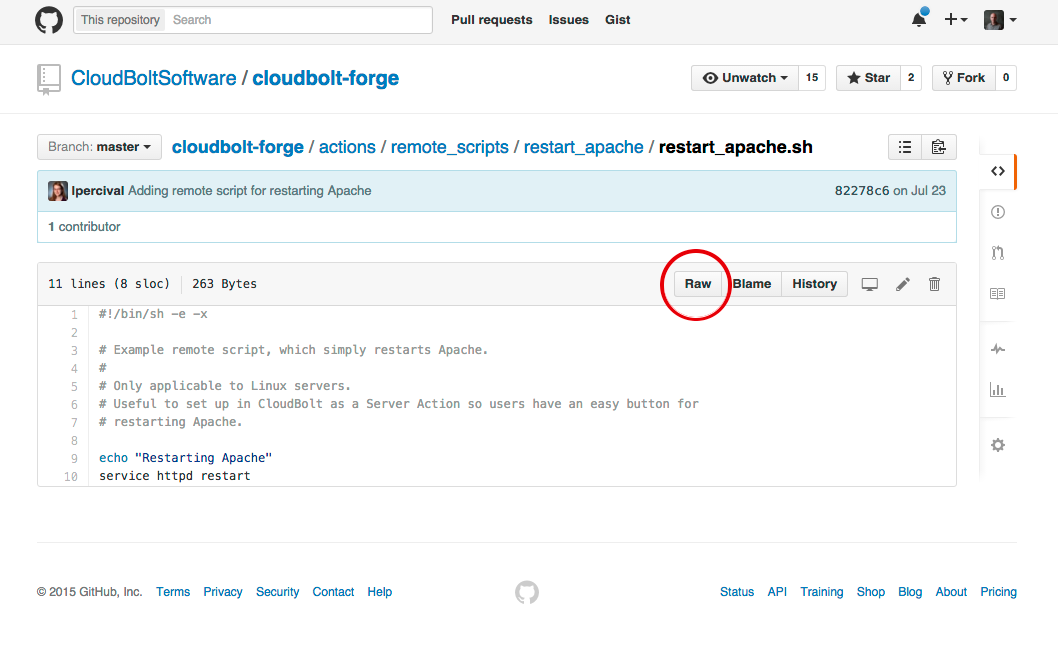 This repository Search Pull requests Issues Gist
CloudBoltSoftware / cloudbolt-forge Unwatch 15 Star 2 Fork 0
Branch: master cloudbolt-forge / actions / remote_scripts / restart_apache / restart_apache.sh
lpercival Adding remote script for restarting Apache 82278c6 on Jul 23
1 contributor
11 lines (8 sloc) 263 Bytes Raw Blame History
1 #!/bin/sh -e -x
2
3 # Example remote script, which simply restarts Apache.
4 #
5 # Only applicable to Linux servers.
6 # Useful to set up in CloudBolt as a Server Action so users have an easy button for
7 # restarting Apache.
8
9 echo "Restarting Apache"
10 service httpd restart
© 2015 GitHub, Inc. Terms Privacy Security Contact Help Status API Training Shop Blog About Pricing